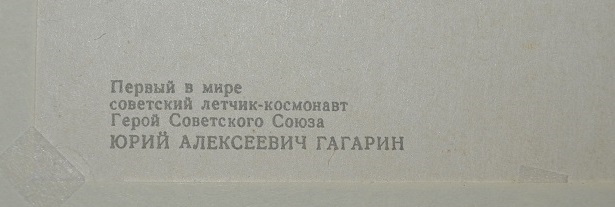 Первый в мире
советский летчик-космонавт
Герой Советского Союза
ЮРИЙ АЛЕКСЕЕВИЧ ГАГАРИН